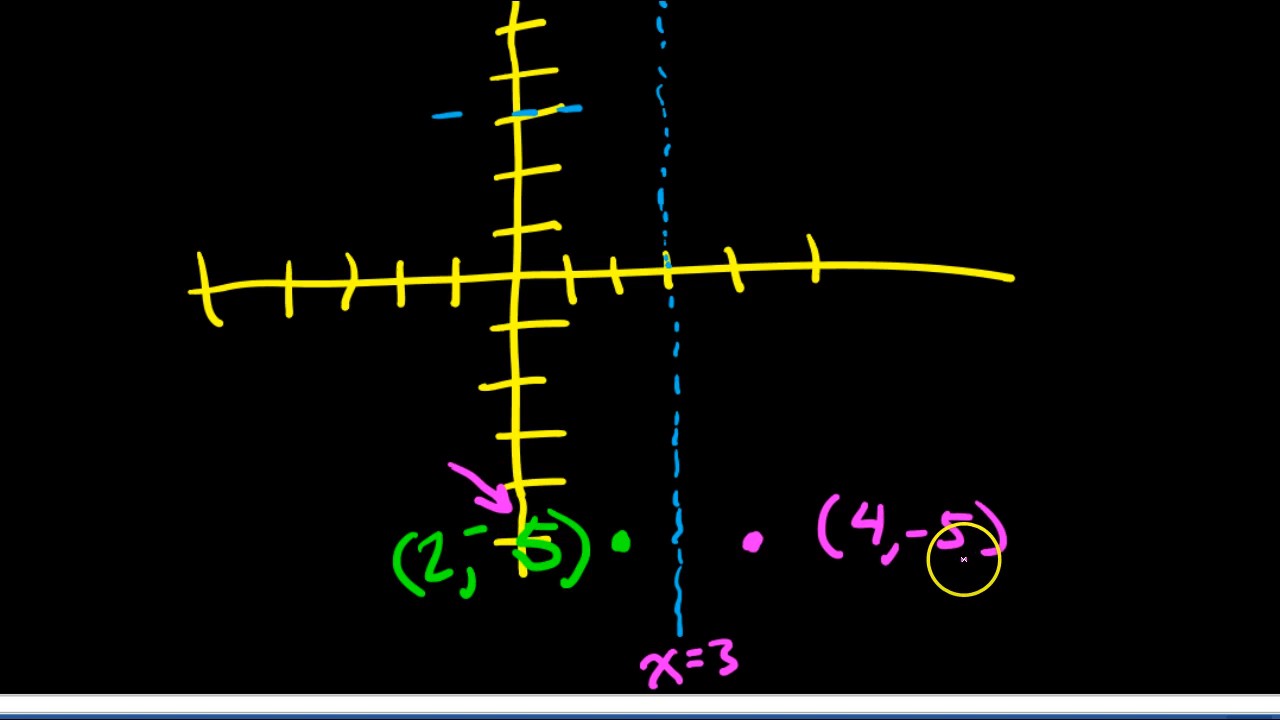 (2, -5)
(4, -5)
x=3